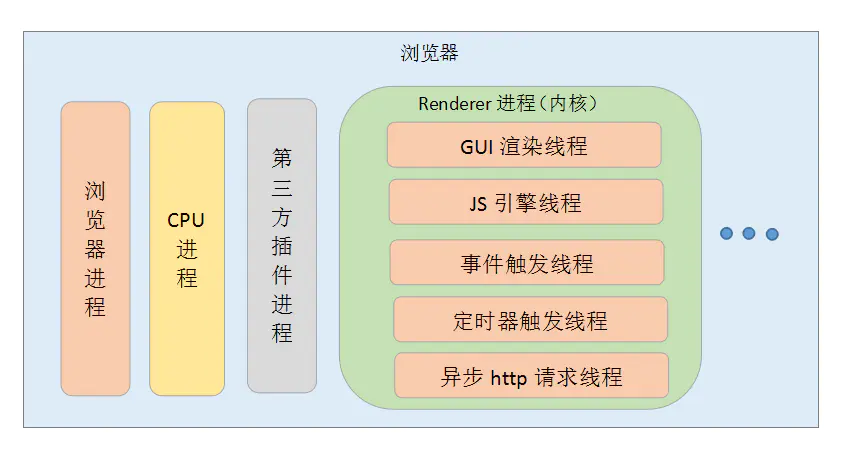 浏览器
浏览器进程
CPU
进程
第三方插件进程
Renderer 进程（内核）
GUI 渲染线程
JS 引擎线程
事件触发线程
定时器触发线程
异步 http 请求线程